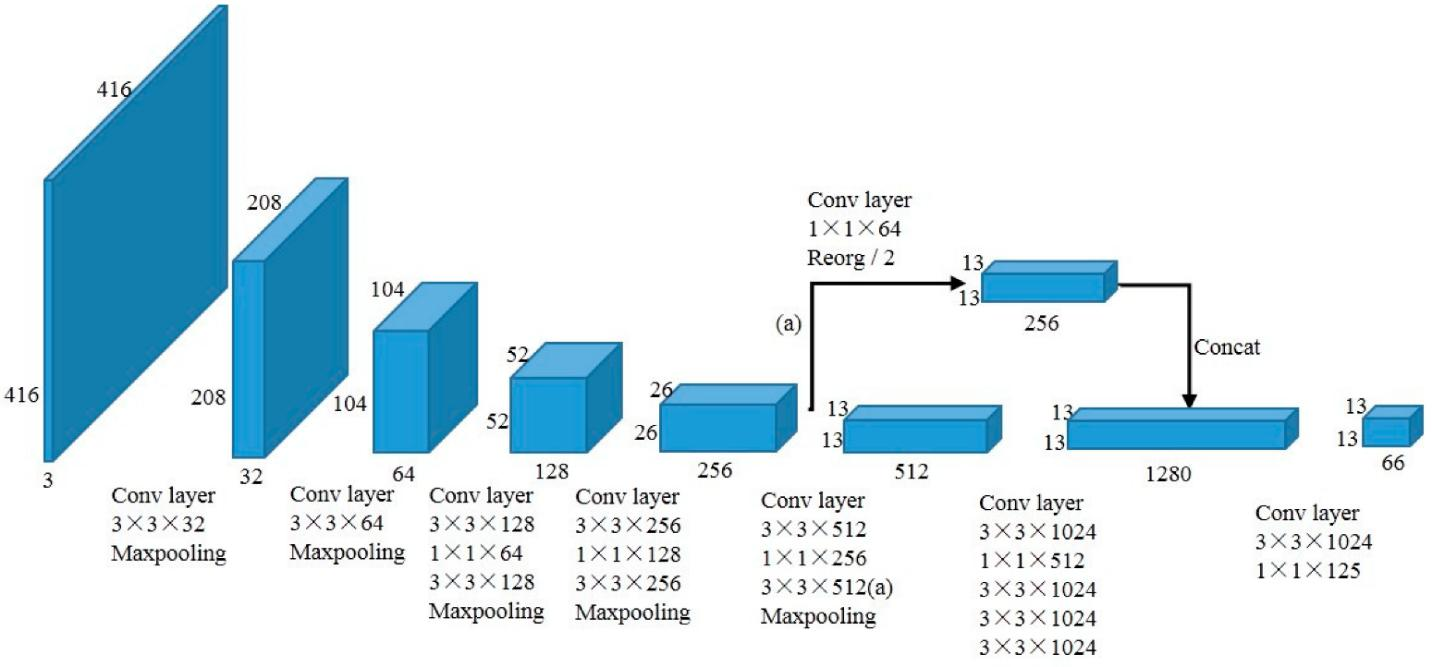 416
416
3
Conv layer
3×3×32
Maxpooling
208
208
32
Conv layer
3×3×64
Maxpooling
104
104
64
Conv layer
3×3×128
1×1×64
3×3×128
Maxpooling
52
52
128
Conv layer
3×3×256
1×1×128
3×3×256
Maxpooling
26
26
256
(a)
Conv layer
1×1×64
Reorg / 2
13
13
256
Concat
Conv layer
3×3×512
1×1×256
3×3×512(a)
Maxpooling
13
13
512
Conv layer
3×3×1024
1×1×512
3×3×1024
3×3×1024
3×3×1024
13
13
1280
Conv layer
3×3×1024
1×1×125
13
13
66